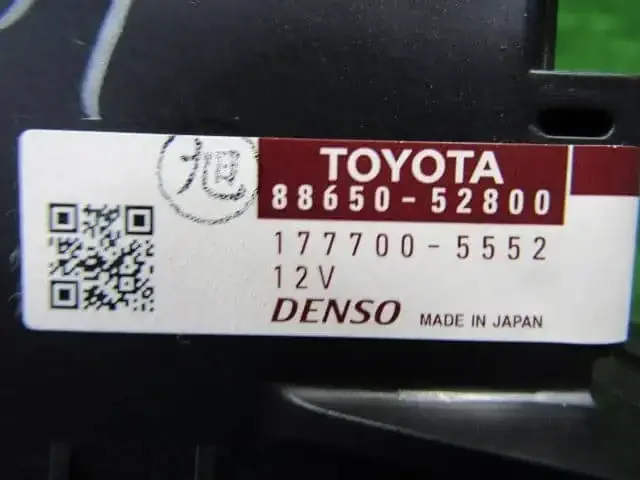 旭
TOYOTA
88650-52800
177700-5552
12V
DENSO MADE IN JAPAN